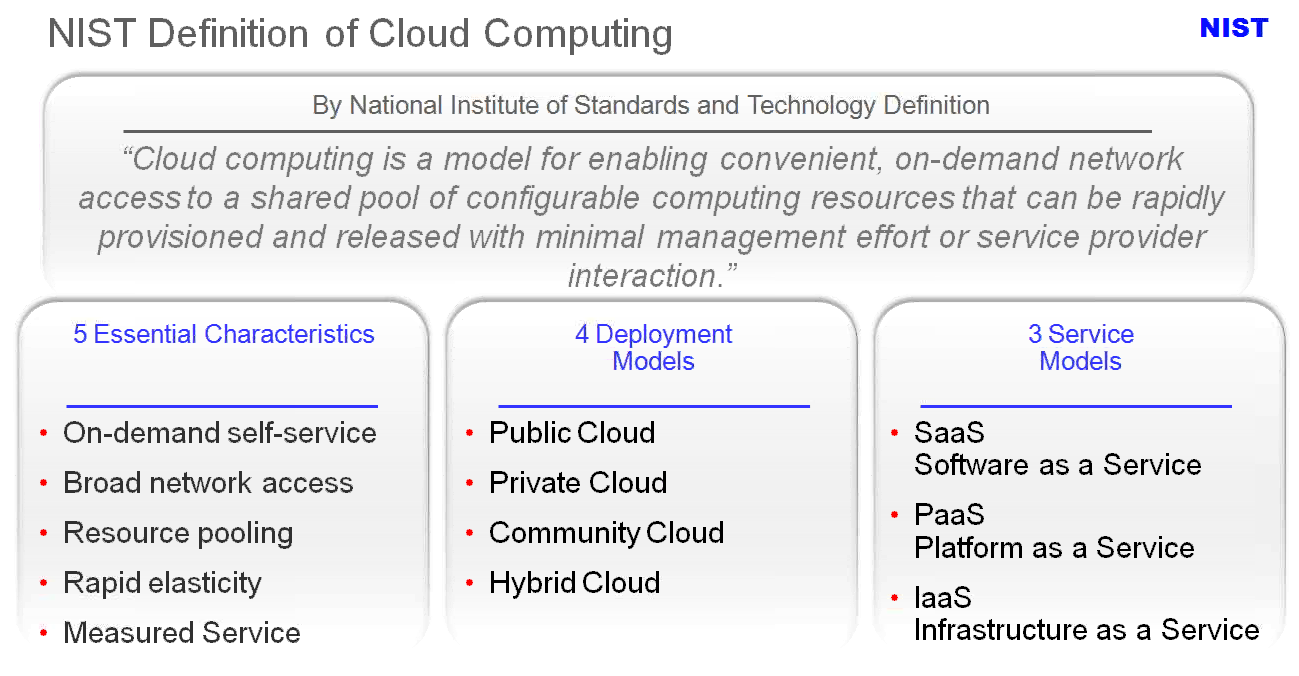 NIST Definition of Cloud Computing
NIST
By National Institute of Standards and Technology Definition
“Cloud computing is a model for enabling convenient, on-demand network
access to a shared pool of configurable computing resources that can be rapidly
provisioned and released with minimal management effort or service provider
interaction.”
5 Essential Characteristics
• On-demand self-service
• Broad network access
• Resource pooling
• Rapid elasticity
• Measured Service
4 Deployment
Models
• Public Cloud
• Private Cloud
• Community Cloud
• Hybrid Cloud
3 Service
Models
• SaaS
Software as a Service
• PaaS
Platform as a Service
• IaaS
Infrastructure as a Service